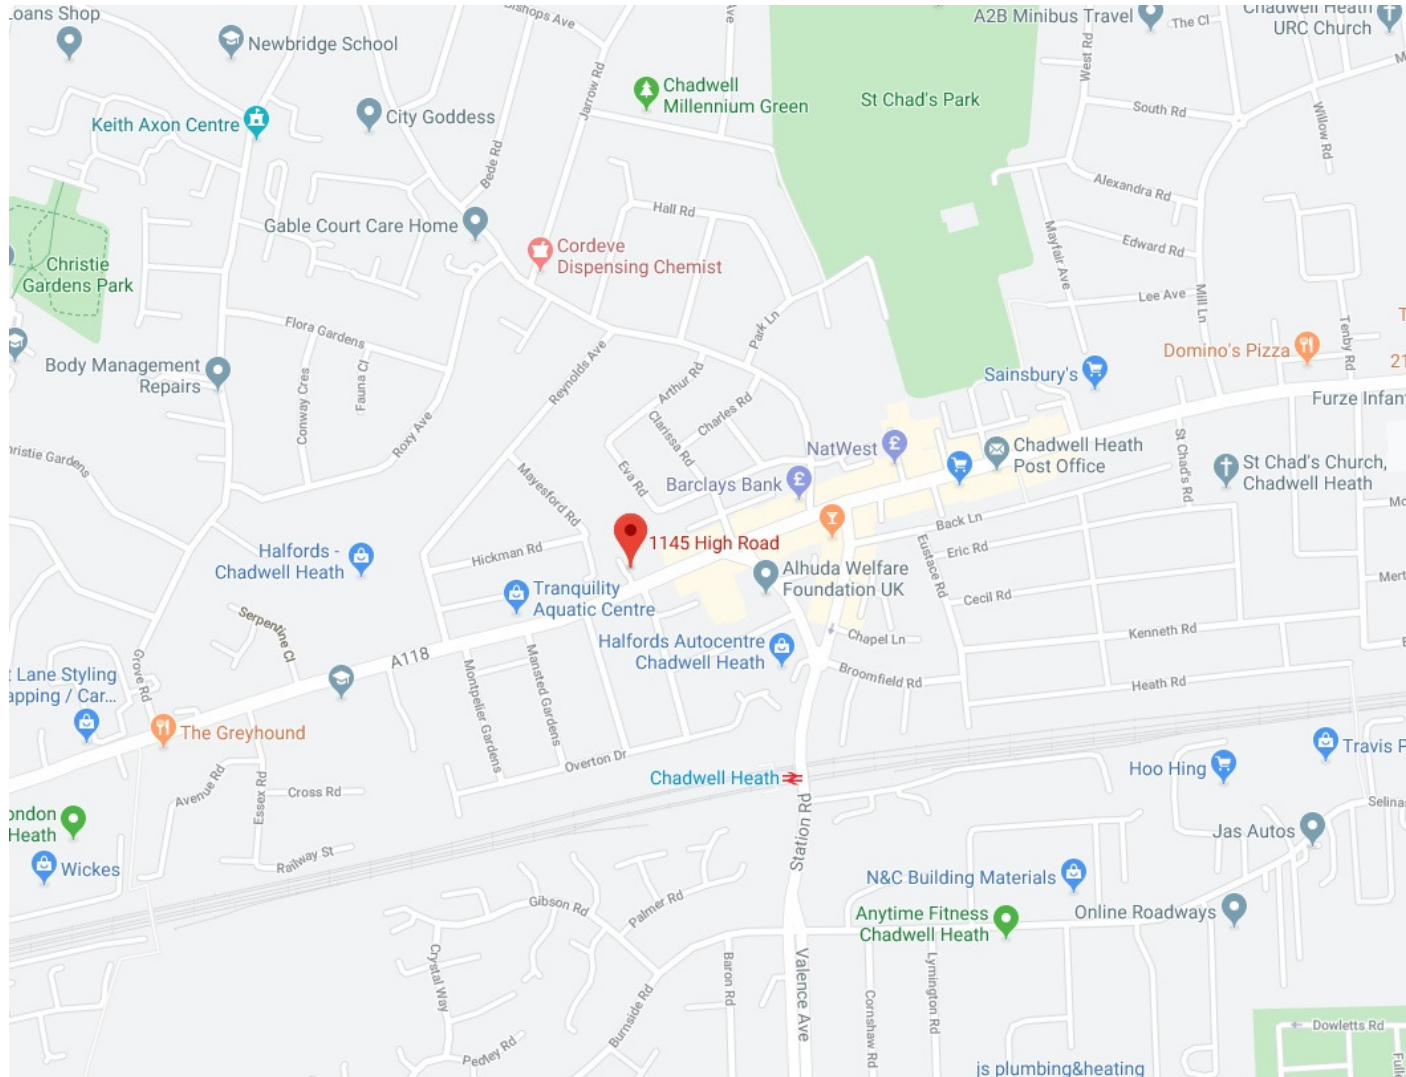 Loans Shop
Newbridge School
Bishops Ave
Ave
A2B Minibus Travel
The Cl
Chadwell Heath
URC Church
West Rd
Jarrow Rd
Chadwell
Millennium Green
St Chad's Park
South Rd
Willow Rd
Keith Axon Centre
City Goddess
Bede Rd
Alexandra Rd
Hall Rd
Gable Court Care Home
Mayfair Ave
Edward Rd
Cordeve
Dispensing Chemist
Christie
Gardens Park
Lee Ave
Mill Ln
Flora Gardens
Park Ln
Tenby Rd
Domino's Pizza
Body Management
Repairs
Conway Cres
Fauna Cl
Reynolds Ave
Arthur Rd
Sainsbury's
21
Furze Infan
Roxy Ave
Clarissa Rd
Charles Rd
NatWest
Chadwell Heath
Post Office
St Chad's Rd
St Chad's Church,
Chadwell Heath
hristie Gardens
Eva Rd
Barclays Bank
Mayesford Rd
Back Ln
1145 High Road
Hickman Rd
Eustace Rd
Eric Rd
Halfords -
Chadwell Heath
Alhuda Welfare
Foundation UK
Mert
Tranquility
Aquatic Centre
Cecil Rd
Serpentine Cl
Kenneth Rd
Chapel Ln
Halfords Autocentre
Chadwell Heath
A118
Grove Rd
t Lane Styling
apping / Car...
Montpelier Gardens
Mansted Gardens
Broomfield Rd
Heath Rd
The Greyhound
Overton Dr
Travis P
Chadwell Heath
Hoo Hing
Avenue Rd
Essex Rd
Cross Rd
Station Rd
Selina
ondon
Heath
Jas Autos
Railway St
Wickes
N&C Building Materials
Gibson Rd
Palmer Rd
Anytime Fitness
Chadwell Heath
Online Roadways
Crystal Way
Baron Rd
Valence Ave
Lymington Rd
Cornshaw Rd
Burnside Rd
Pedley Rd
Dowletts Rd
Fulle
js plumbing&heating